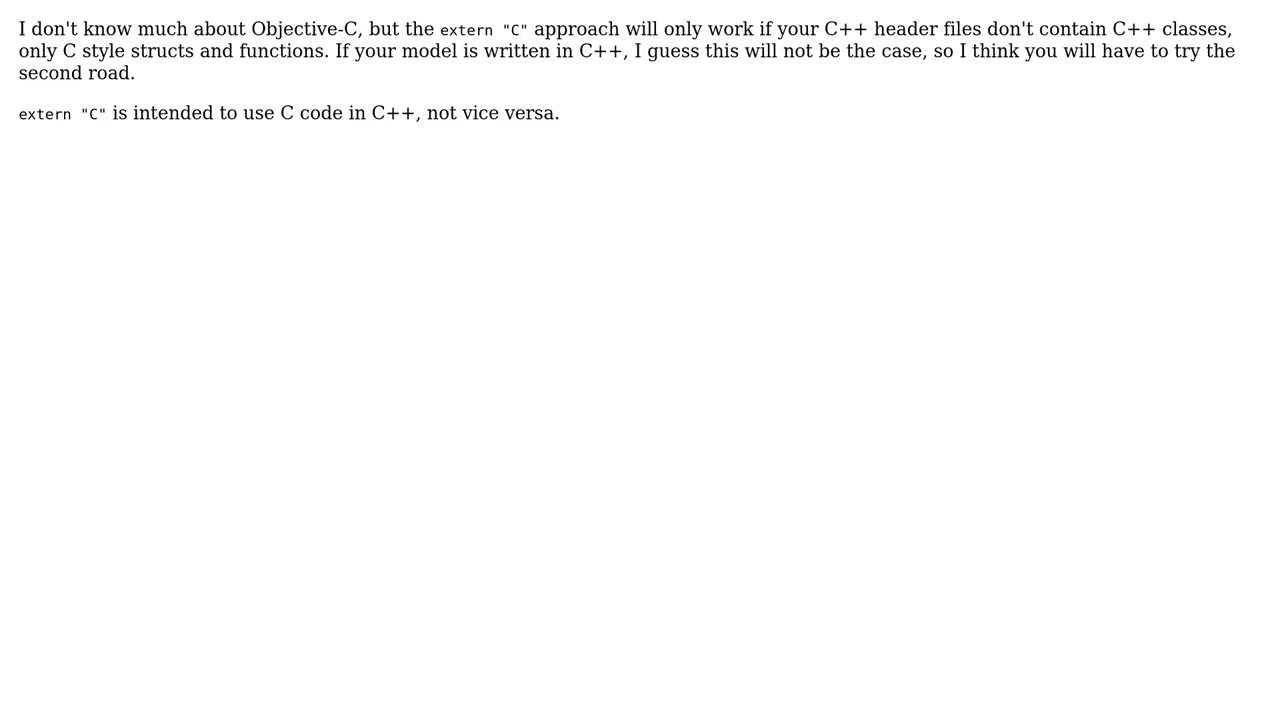 I don't know much about Objective-C, but the extern "C" approach will only work if your C++ header files don't contain C++ classes,
only C style structs and functions. If your model is written in C++, I guess this will not be the case, so I think you will have to try the
second road.
extern "C" is intended to use C code in C++, not vice versa.